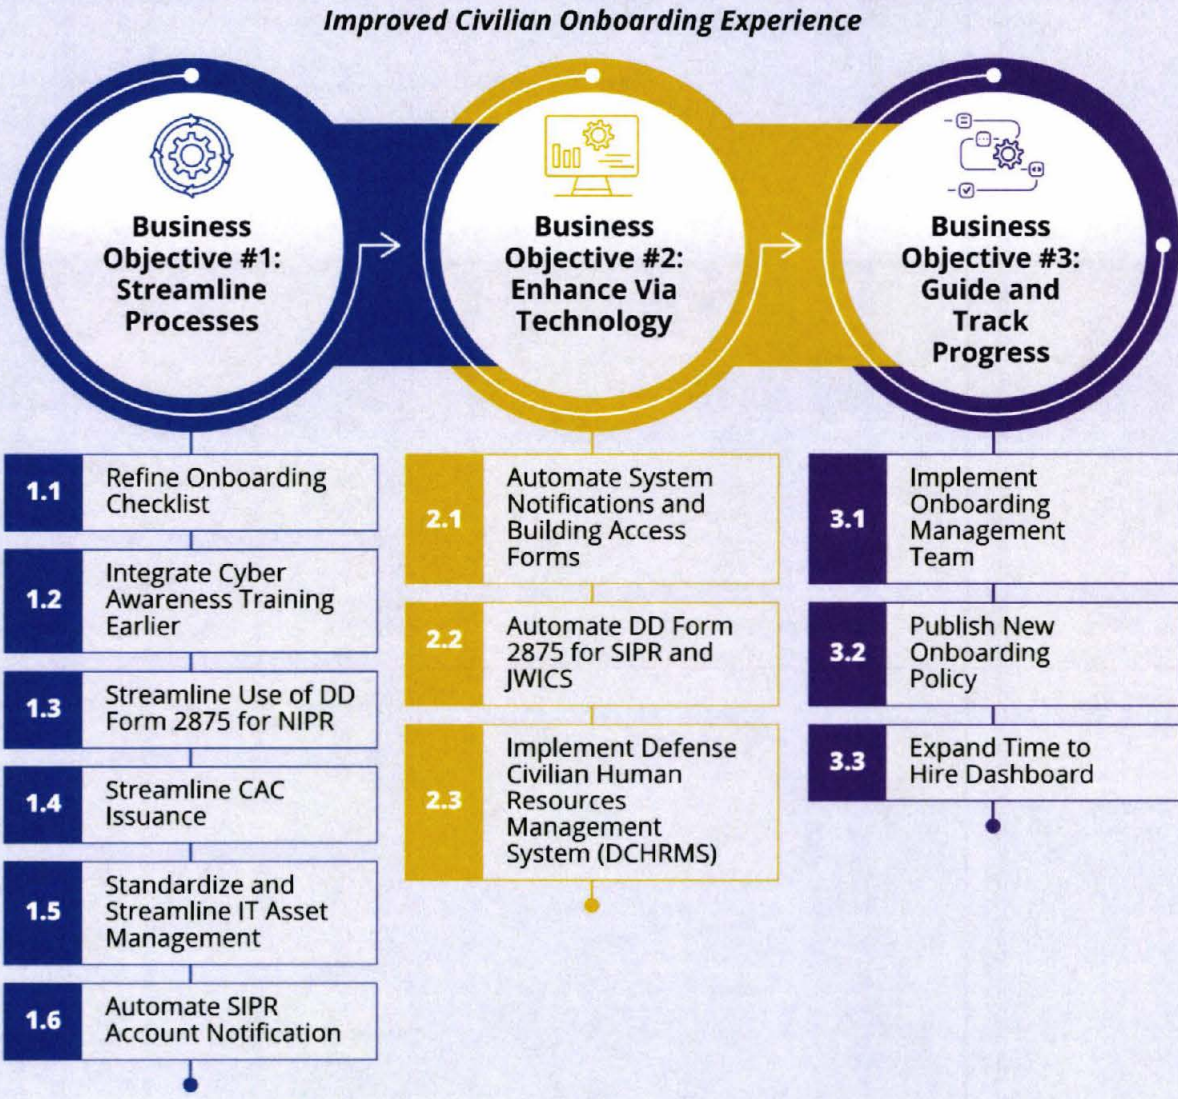 Improved Civilian Onboarding Experience
Business
Objective #1:
Streamline
Processes
1.1
Refine Onboarding
Checklist
1.2
Integrate Cyber
Awareness Training
Earlier
1.3
Streamline Use of DD
Form 2875 for NIPR
1.4
Streamline CAC
Issuance
1.5
Standardize and
Streamline IT Asset
Management
1.6
Automate SIPR
Account Notification
Business
Objective #2:
Enhance Via
Technology
2.1
Automate System
Notifications and
Building Access
Forms
2.2
Automate DD Form
2875 for SIPR and
JWICS
2.3
Implement Defense
Civilian Human
Resources
Management
System (DCHRMS)
Business
Objective #3:
Guide and
Track
Progress
3.1
Implement
Onboarding
Management
Team
3.2
Publish New
Onboarding
Policy
3.3
Expand Time to
Hire Dashboard